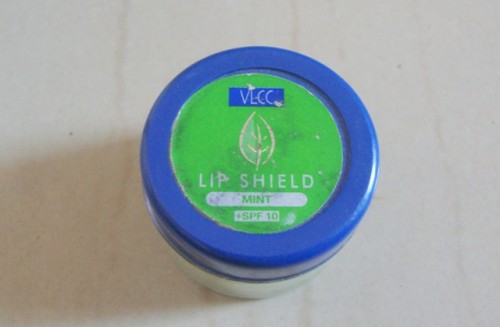 VLCC
LIP SHIELD
MINT
+SPF 10